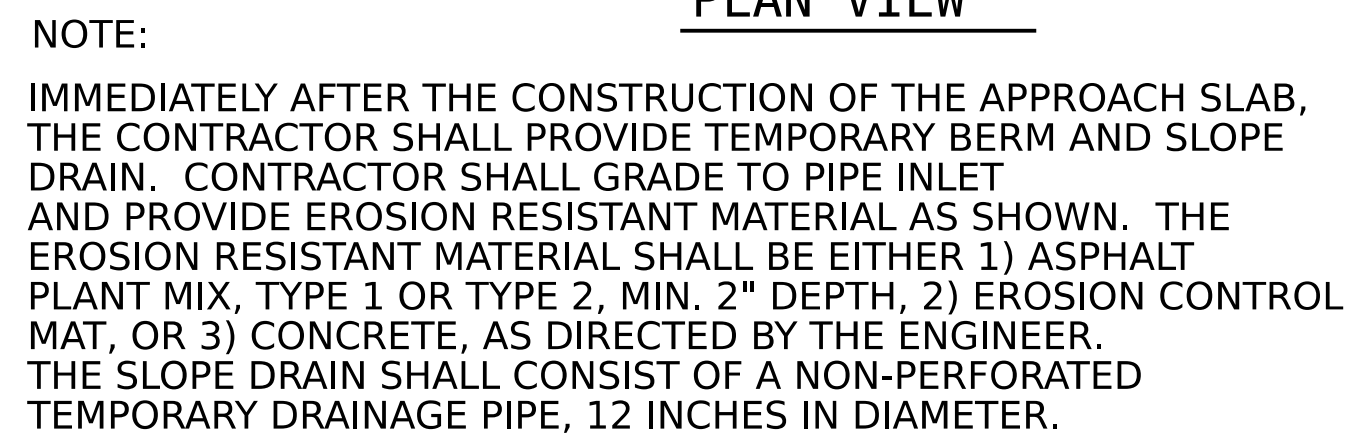 PLAN VIEW
NOTE:
IMMEDIATELY AFTER THE CONSTRUCTION OF THE APPROACH SLAB,
THE CONTRACTOR SHALL PROVIDE TEMPORARY BERM AND SLOPE
DRAIN.  CONTRACTOR SHALL GRADE TO PIPE INLET
AND PROVIDE EROSION RESISTANT MATERIAL AS SHOWN.  THE
EROSION RESISTANT MATERIAL SHALL BE EITHER 1) ASPHALT
PLANT MIX, TYPE 1 OR TYPE 2, MIN. 2" DEPTH, 2) EROSION CONTROL
MAT, OR 3) CONCRETE, AS DIRECTED BY THE ENGINEER.
THE SLOPE DRAIN SHALL CONSIST OF A NON-PERFORATED
TEMPORARY DRAINAGE PIPE, 12 INCHES IN DIAMETER.